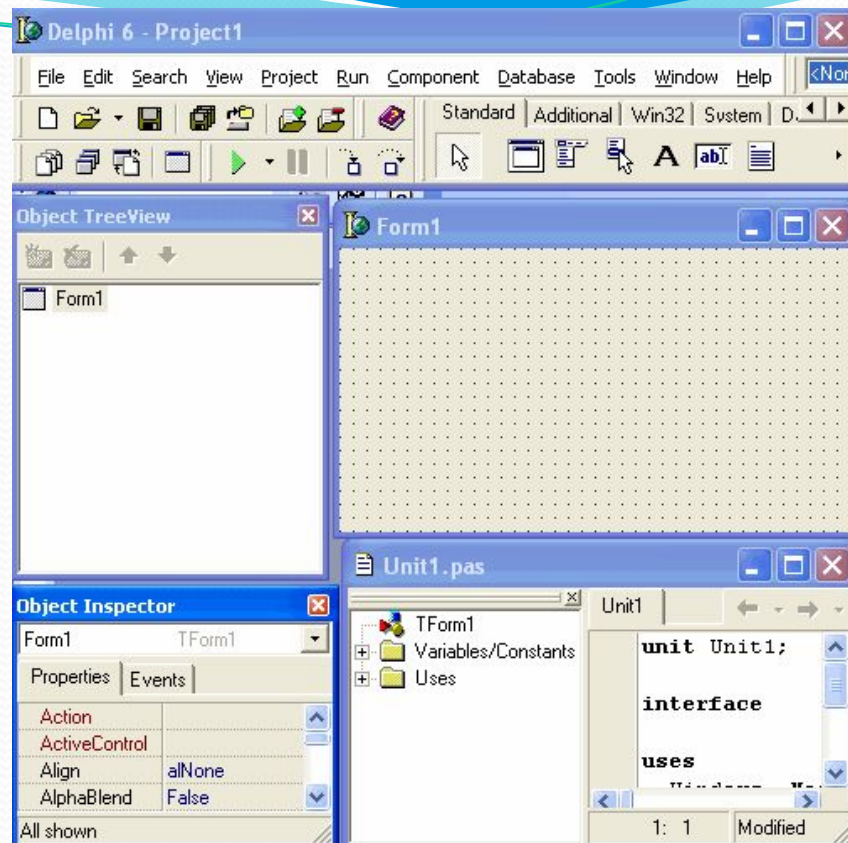 Delphi 6 - Project1
File Edit Search View Project Run Component Database Tools Window Help
Standard Additional Win32 System
Object TreeView
Form1
Form1
Object Inspector
Form1 TForm1
Properties Events
Action
ActiveControl
Align alNone
AlphaBlend False
All shown
Unit1.pas
TForm1
Variables/Constants
Uses
Unit1
unit Unit1;
interface
uses
1: 1 Modified